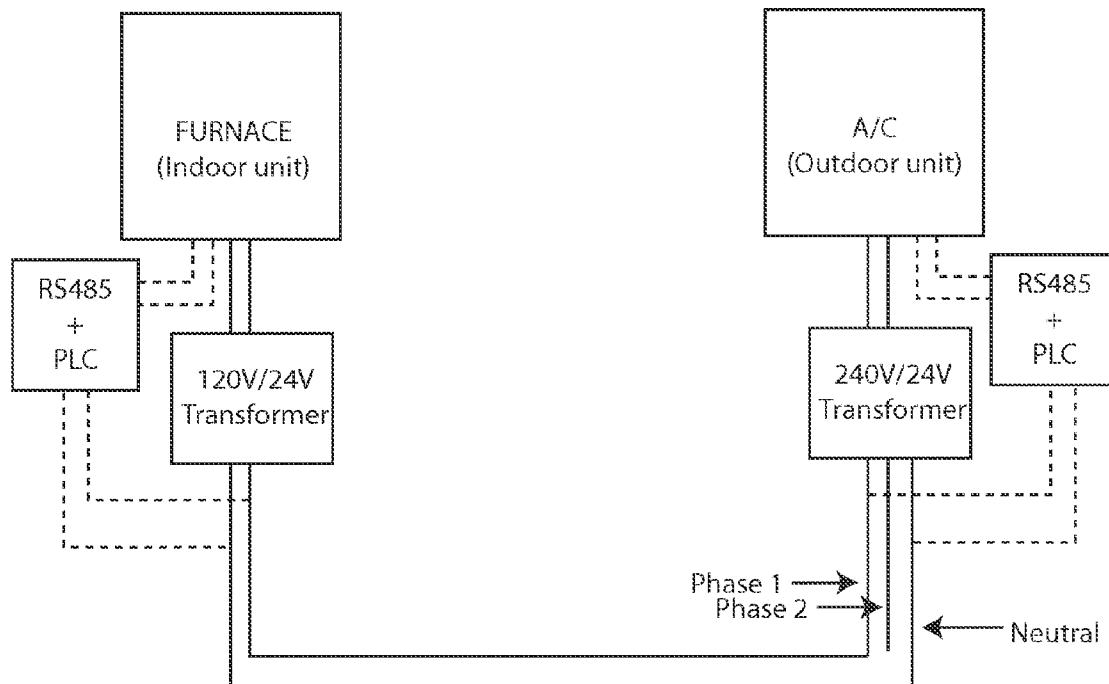 FURNACE
(Indoor unit)
A/C
(Outdoor unit)
RS485
+
PLC
RS485
+
PLC
120V/24V
Transformer
240V/24V
Transformer
Phase 1
Phase 2
Neutral